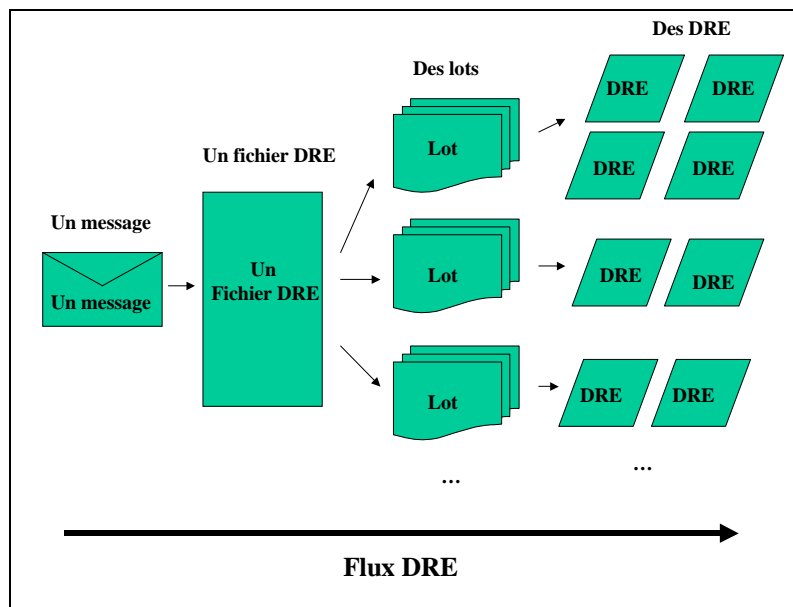 Des DRE
Des lots
DRE DRE
Lot
DRE DRE
Un fichier DRE
Un message
Un message
Un
Fichier DRE
Lot
DRE DRE
Lot
DRE DRE
...
...
Flux DRE